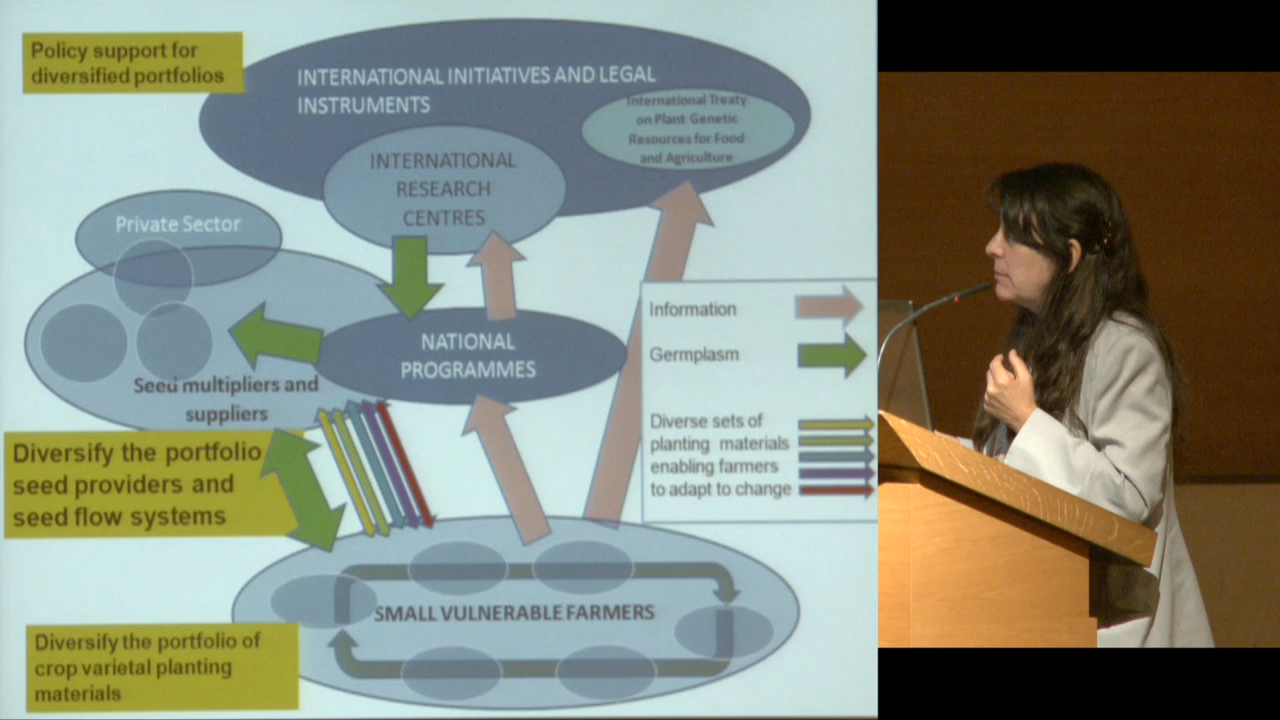 Policy support for
diversified portfolios
INTERNATIONAL INITIATIVES AND LEGAL
INSTRUMENTS
International Treaty
on Plant Genetic
Resources for Food
and Agriculture
INTERNATIONAL
RESEARCH
CENTRES
Private Sector
NATIONAL
PROGRAMMES
Seed multipliers and
suppliers
Information
Germplasm
Diverse sets of
planting materials
enabling farmers
to adapt to change
Diversify the portfolio
seed providers and
seed flow systems
SMALL VULNERABLE FARMERS
Diversify the portfolio of
crop varietal planting
materials